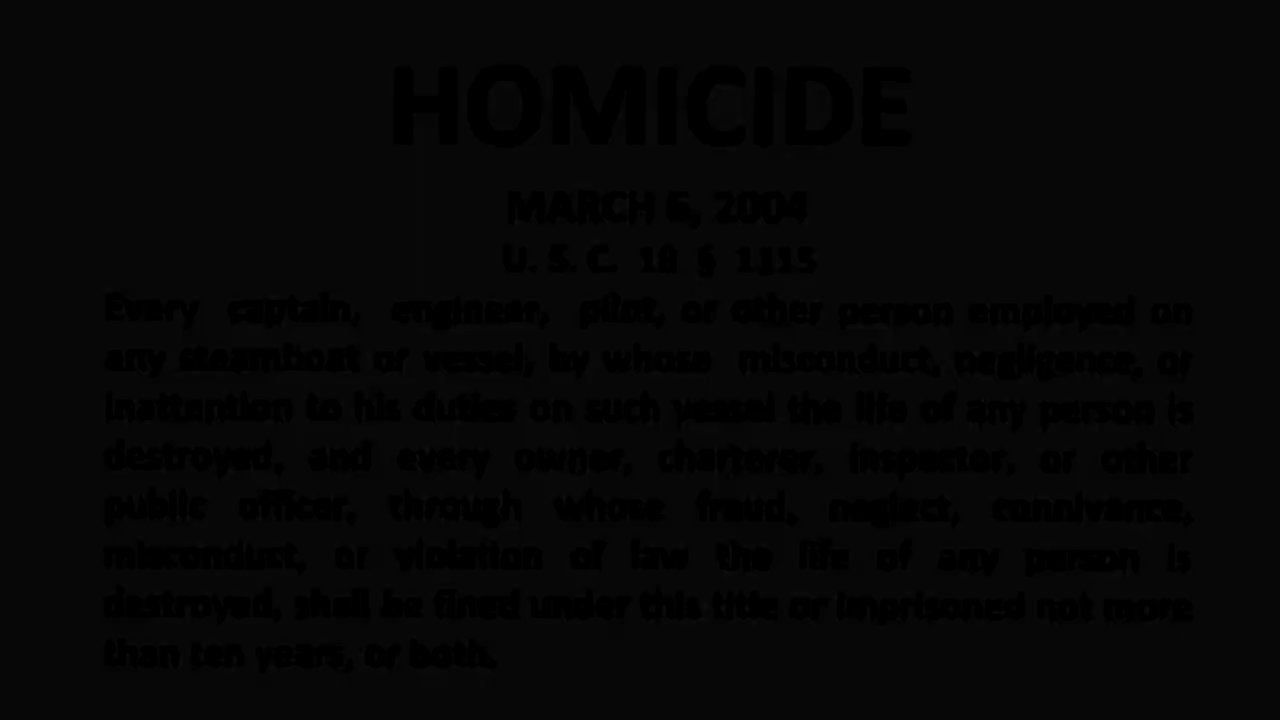 HOMICIDE
MARCH 6, 2004
U. S. C. 18 § 1115
Every captain, engineer, pilot, or other person employed on
any steamboat or vessel, by whose misconduct, negligence, or
inattention to his duties on such vessel the life of any person is
destroyed, and every owner, charterer, inspector, or other
public officer, through whose fraud, neglect, connivance,
misconduct, or violation of law the life of any person is
destroyed, shall be fined under this title or imprisoned not more
than ten years, or both.